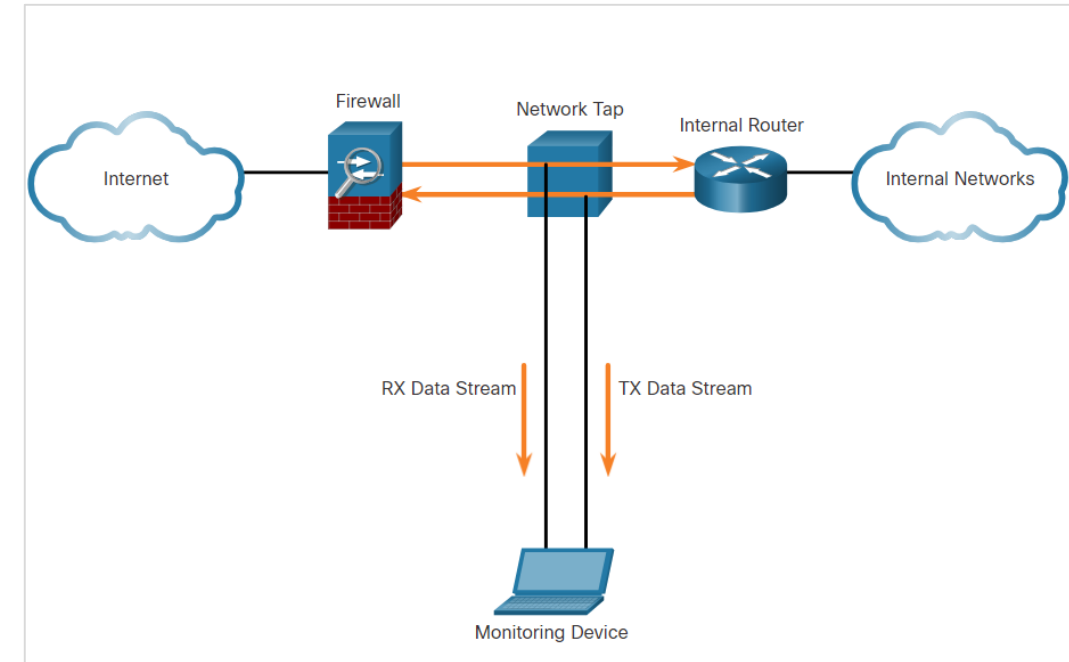 Firewall
Network Tap
Internal Router
Internet
Internal Networks
RX Data Stream
TX Data Stream
Monitoring Device